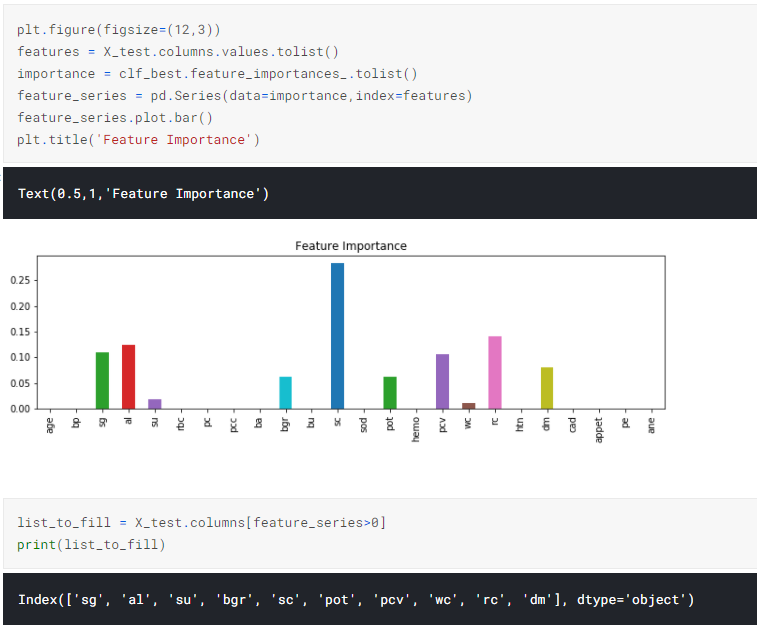 plt.figure(figsize=(12,3))
features = X_test.columns.values.tolist()
importance = clf_best.feature_importances_.tolist()
feature_series = pd.Series(data=importance,index=features)
feature_series.plot.bar()
plt.title('Feature Importance')
Text(0.5,1,'Feature Importance')
Feature Importance
0.25
0.20
0.15
0.10
0.05
0.00
age bp sg al su rbc pc pcc ba bgr bu sc sod pot hemo pcv wc rc htn dm cad appet pe ane
list_to_fill = X_test.columns[feature_series>0]
print(list_to_fill)
Index(['sg', 'al', 'su', 'bgr', 'sc', 'pot', 'pcv', 'wc', 'rc', 'dm'], dtype='object')